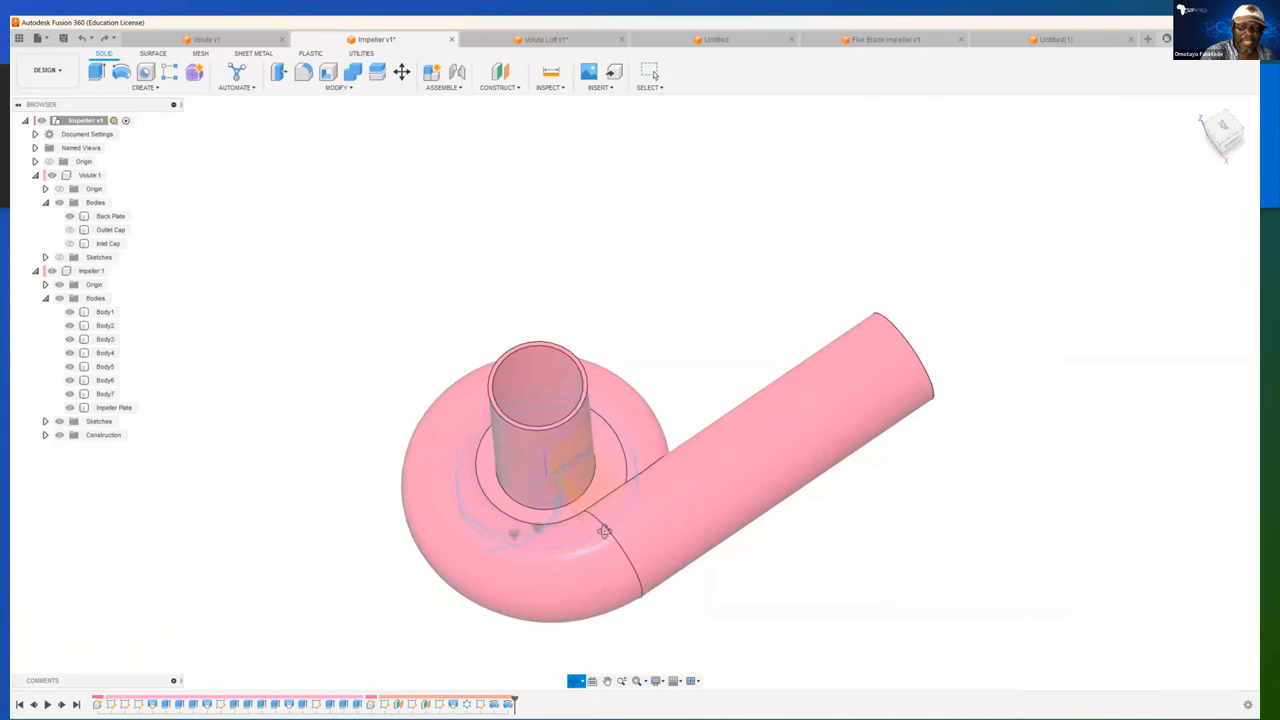 Autodesk Fusion 360 (Education License)
Volute v1
Impeller v1*
Volute Loft v1*
Untitled
Five Blade Impeller v1
Untitled(1)
SOLID
SURFACE
MESH
SHEET METAL
PLASTIC
UTILITIES
DESIGN
CREATE
AUTOMATE
MODIFY
ASSEMBLE
CONSTRUCT
INSPECT
INSERT
SELECT
BROWSER
Impeller v1
Document Settings
Named Views
Origin
Volute:1
Origin
Bodies
Back Plate
Outlet Cap
Inlet Cap
Sketches
Impeller:1
Origin
Bodies
Body1
Body2
Body3
Body4
Body5
Body6
Body7
Impeller Plate
Sketches
Construction
TOP
Z
X
COMMENTS